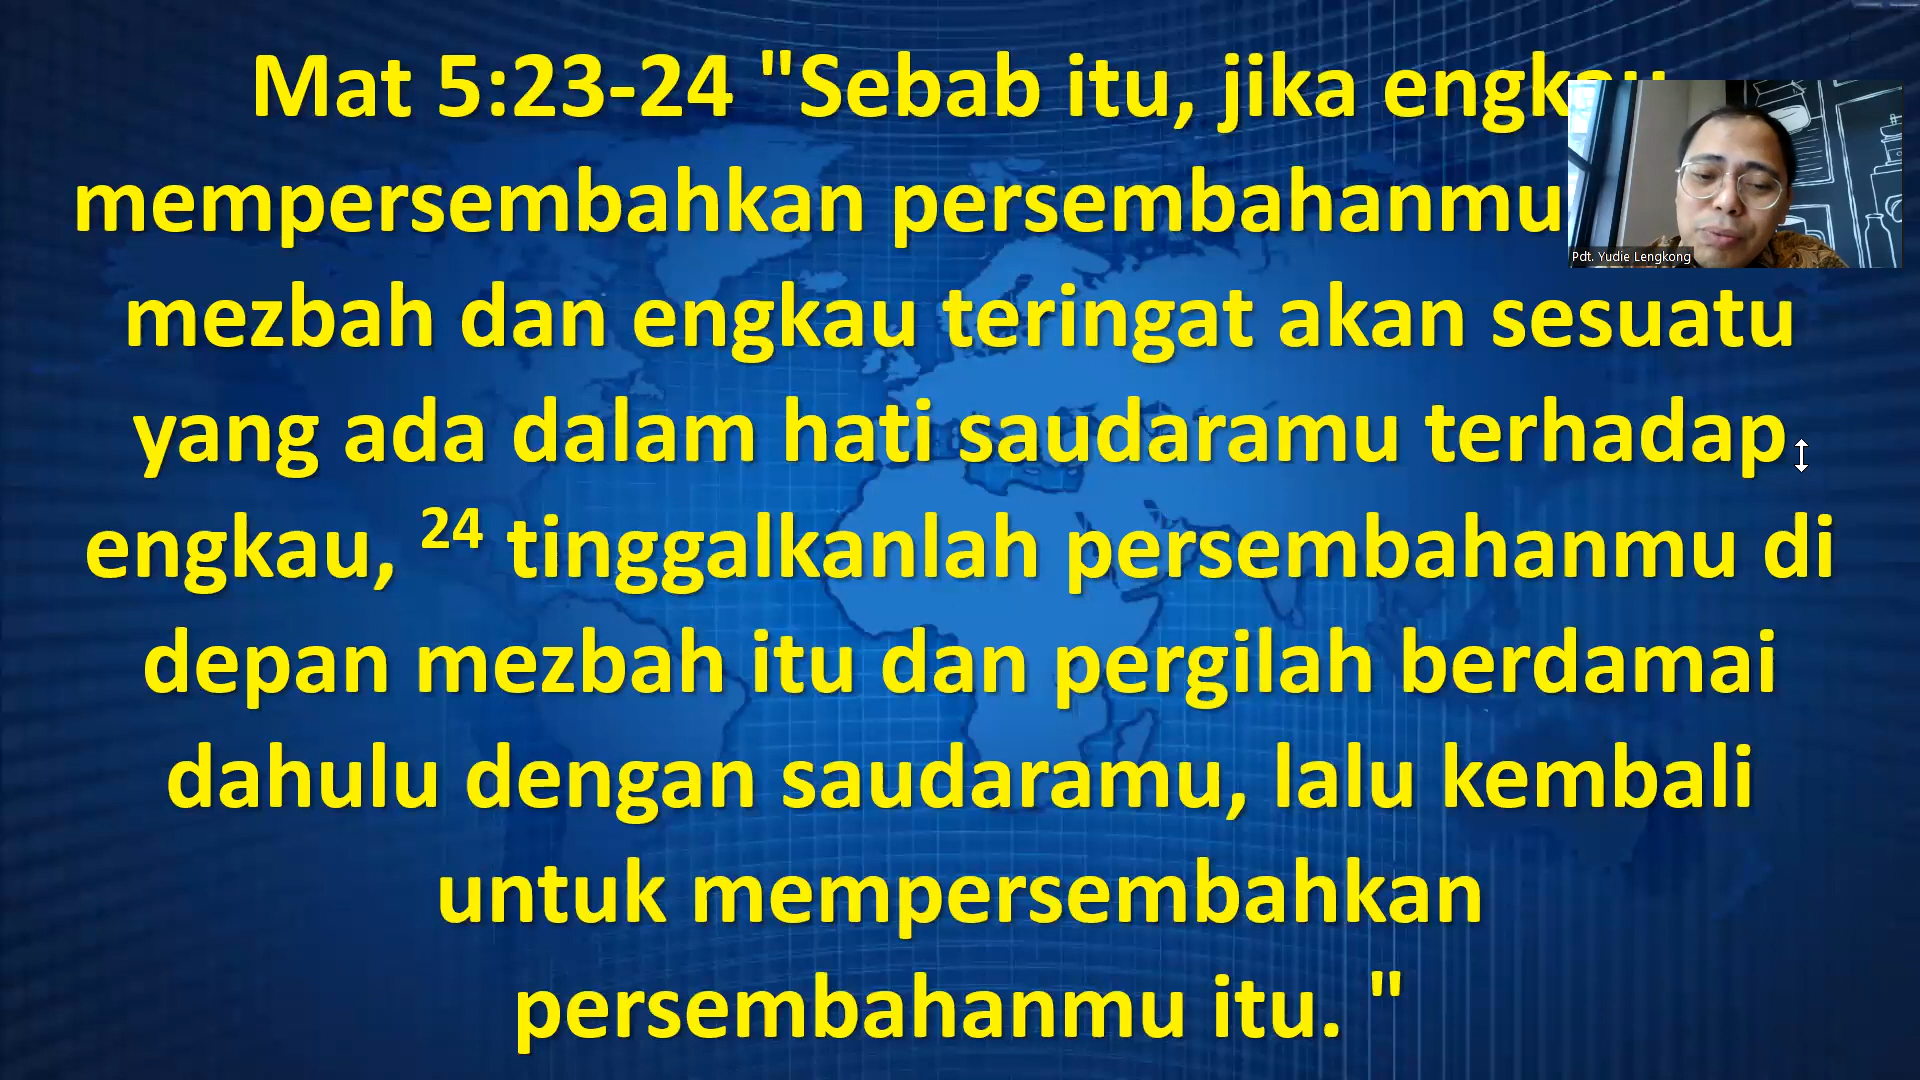 Mat 5:23-24 "Sebab itu, jika engkau
mempersembahkan persembahanmu
mezbah dan engkau teringat akan sesuatu
yang ada dalam hati saudaramu terhadap
engkau, 24 tinggalkanlah persembahanmu di
depan mezbah itu dan pergilah berdamai
dahulu dengan saudaramu, lalu kembali
untuk mempersembahkan
persembahanmu itu. "
Pdt. Yudie Lengkong